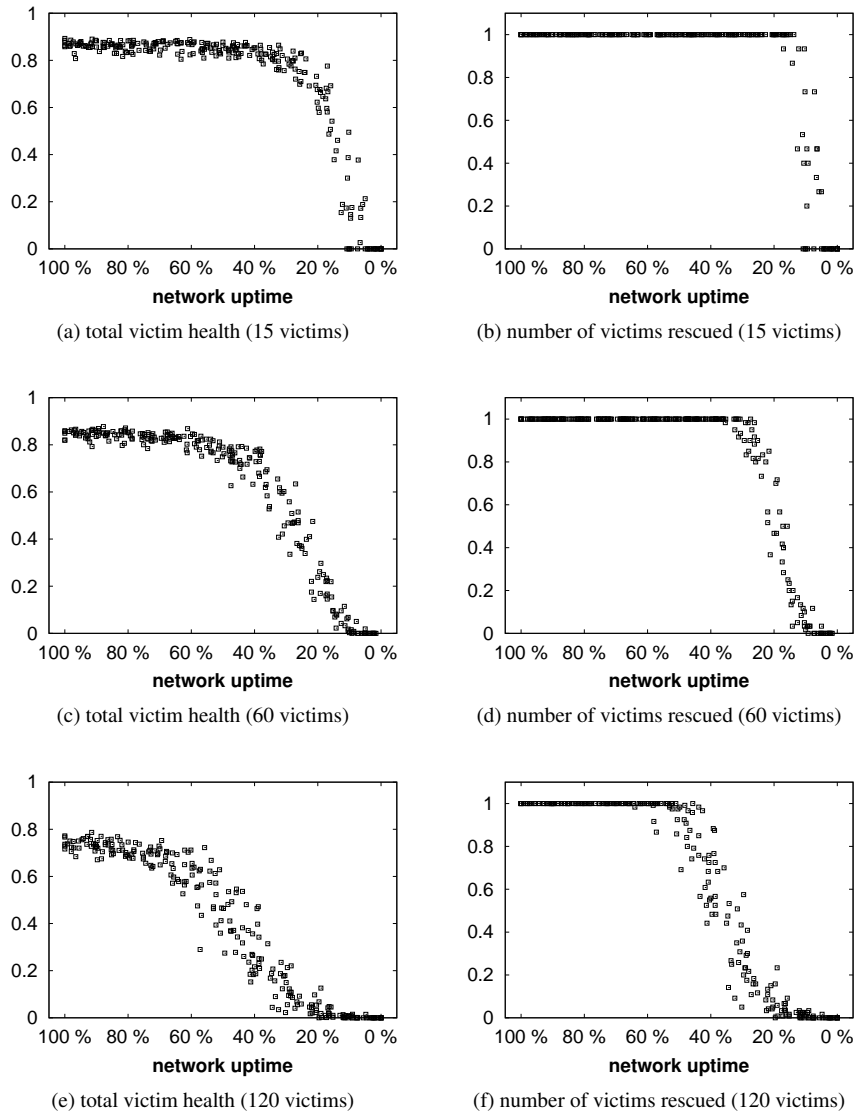 1
0.8
0.6
0.4
0.2
0
100 % 80 % 60 % 40 % 20 % 0 %
network uptime
(a) total victim health (15 victims)
1
0.8
0.6
0.4
0.2
0
100 % 80 % 60 % 40 % 20 % 0 %
network uptime
(b) number of victims rescued (15 victims)
1
0.8
0.6
0.4
0.2
0
100 % 80 % 60 % 40 % 20 % 0 %
network uptime
(c) total victim health (60 victims)
1
0.8
0.6
0.4
0.2
0
100 % 80 % 60 % 40 % 20 % 0 %
network uptime
(d) number of victims rescued (60 victims)
1
0.8
0.6
0.4
0.2
0
100 % 80 % 60 % 40 % 20 % 0 %
network uptime
(e) total victim health (120 victims)
1
0.8
0.6
0.4
0.2
0
100 % 80 % 60 % 40 % 20 % 0 %
network uptime
(f) number of victims rescued (120 victims)